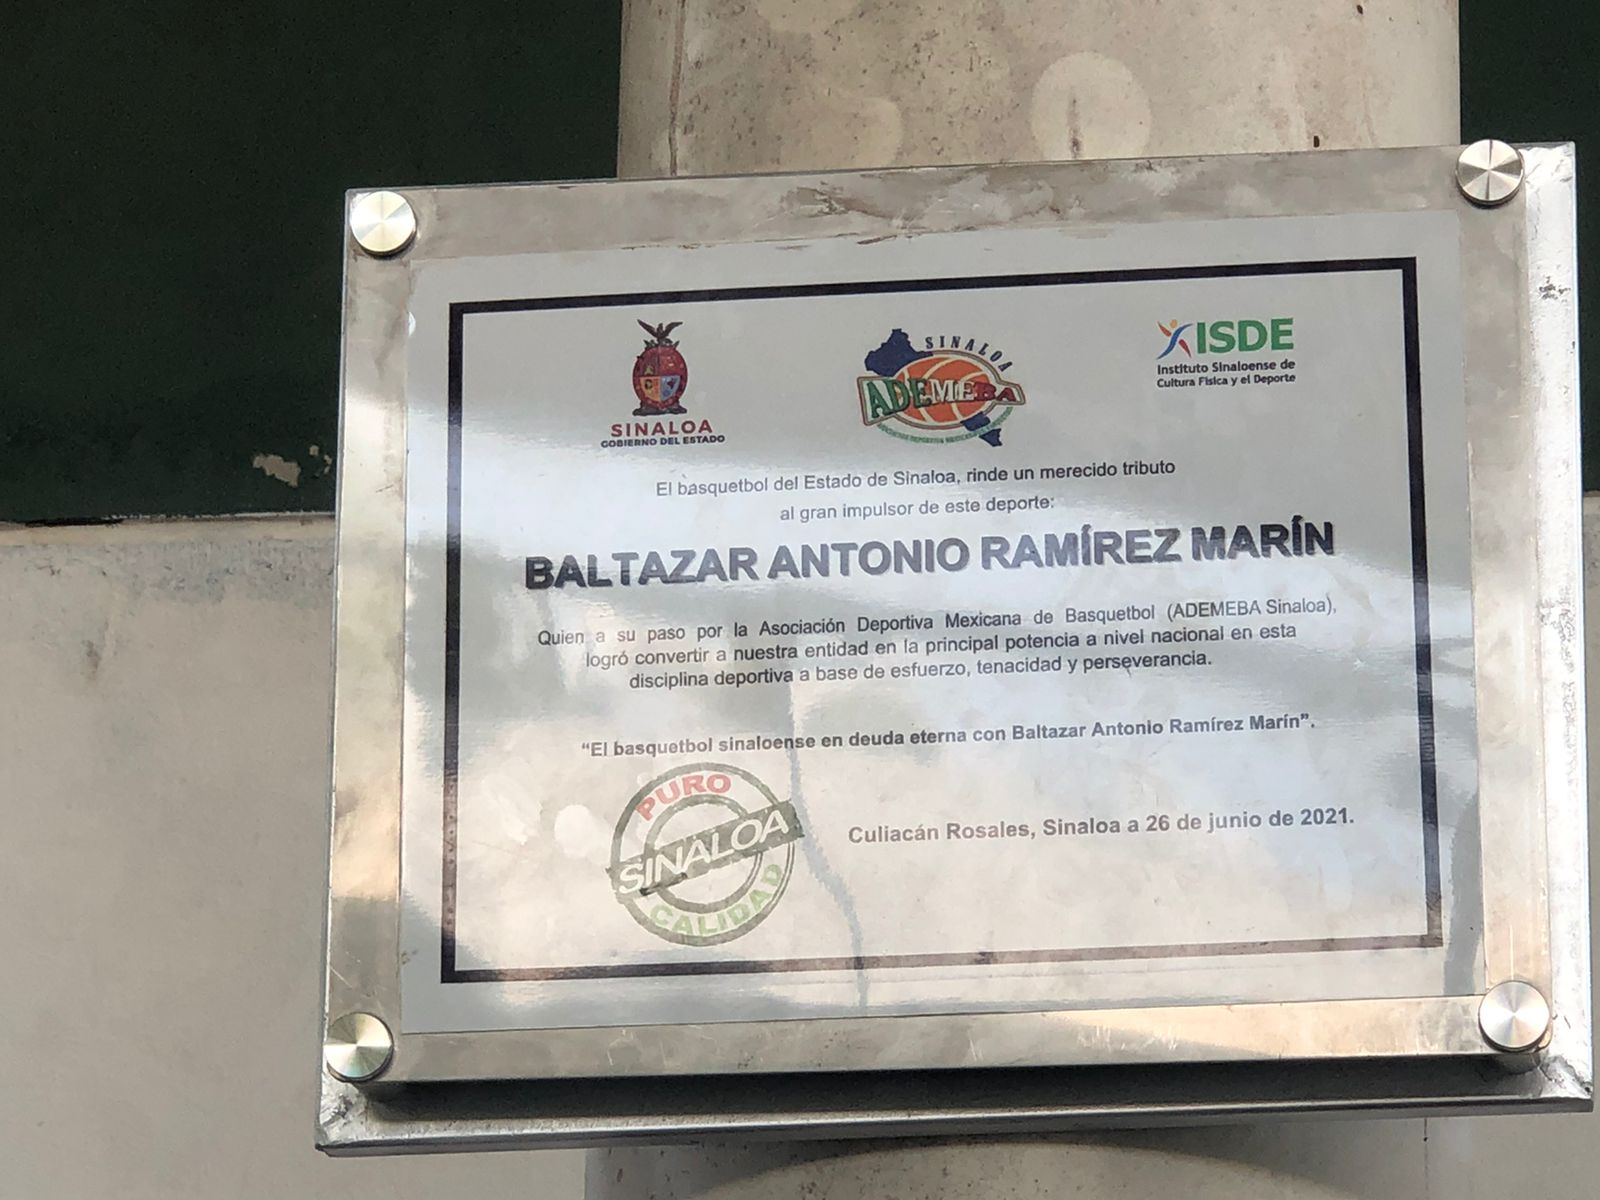 SINALOA
GOBIERNO DEL ESTADO
SINALOA
ADEMEBA
ISDE
Instituto Sinaloense de
Cultura Física y el Deporte
El basquetbol del Estado de Sinaloa, rinde un merecido tributo
al gran impulsor de este deporte:
BALTAZAR ANTONIO RAMÍREZ MARÍN
Quien a su paso por la Asociación Deportiva Mexicana de Basquetbol (ADEMEBA Sinaloa),
logró convertir a nuestra entidad en la principal potencia a nivel nacional en esta
disciplina deportiva a base de esfuerzo, tenacidad y perseverancia.
“El basquetbol sinaloense en deuda eterna con Baltazar Antonio Ramírez Marín”.
PURO
SINALOA
CALIDAD
Culiacán Rosales, Sinaloa a 26 de junio de 2021.